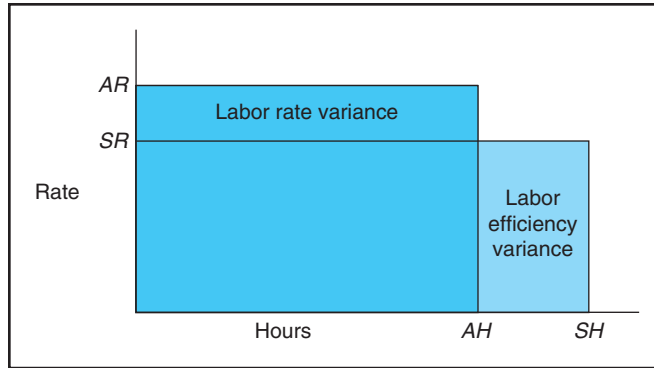 AR
Labor rate variance
SR
Rate
Labor
efficiency
variance
Hours
AH
SH